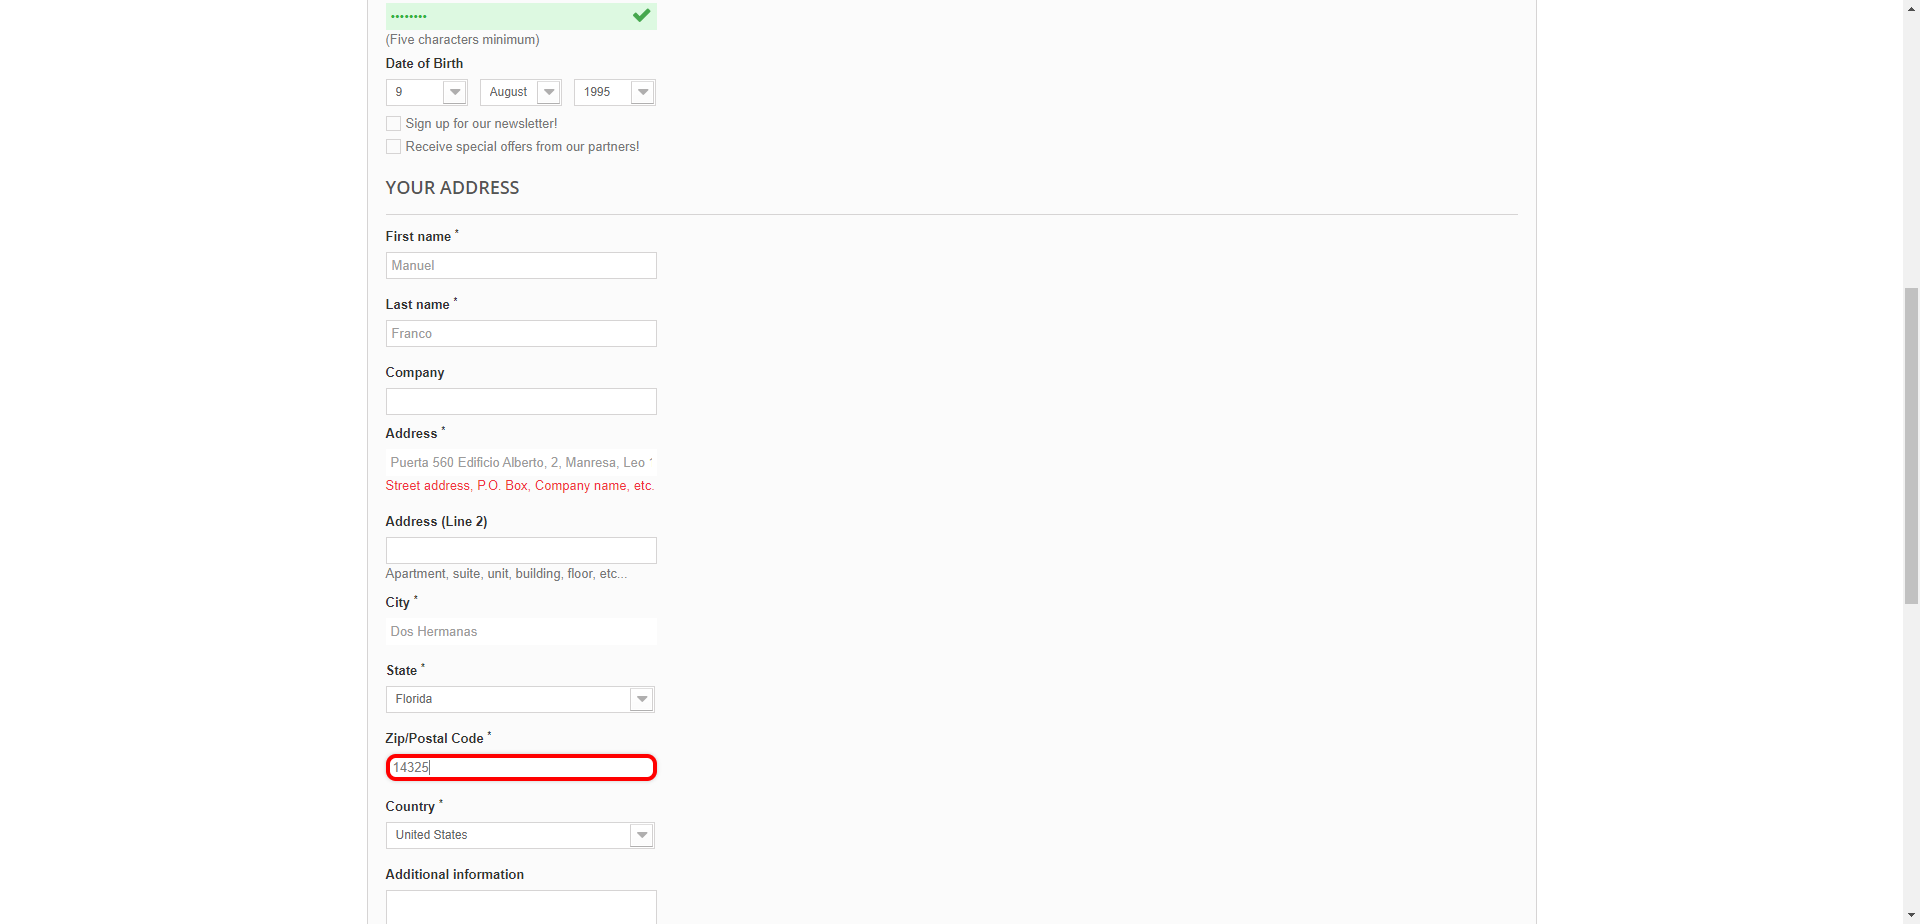 ••••••••
(Five characters minimum)
Date of Birth
9 August 1995
Sign up for our newsletter!
Receive special offers from our partners!
YOUR ADDRESS
First name *
Manuel
Last name *
Franco
Company
Address *
Puerta 560 Edificio Alberto, 2, Manresa, Leo
Street address, P.O. Box, Company name, etc.
Address (Line 2)
Apartment, suite, unit, building, floor, etc...
City *
Dos Hermanas
State *
Florida
Zip/Postal Code *
14325
Country *
United States
Additional information